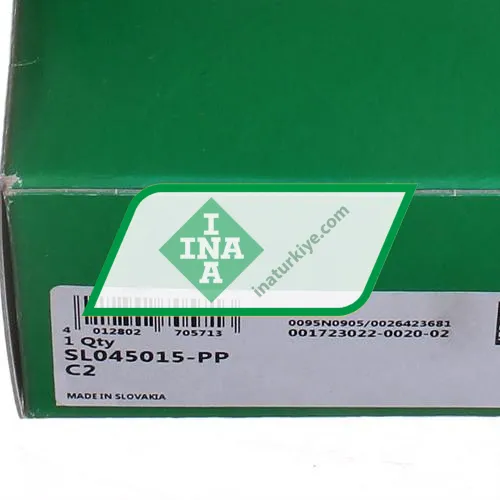 I
INA
A
inaturkiye.com
4 012802 705713
0095N0905/0026423681
1 Qty
001723022-0020-02
SL045015-PP
C2
MADE IN SLOVAKIA